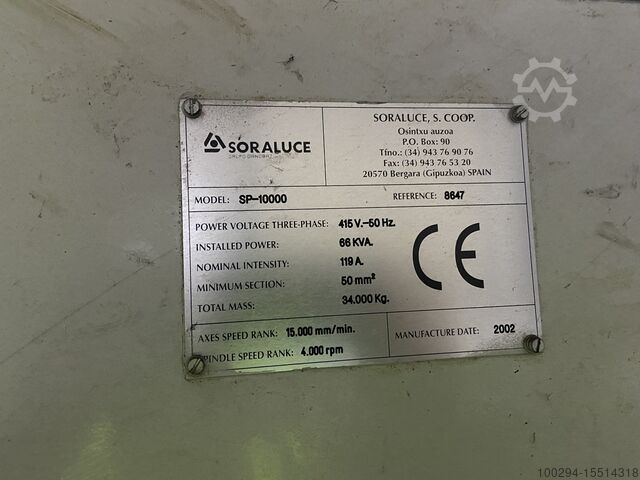 SORALUCE
GRUPO DANOBAT
SORALUCE, S. COOP.
Osintxu auzoa
P.O. Box: 90
Tfno.: (34) 943 76 90 76
Fax: (34) 943 76 53 20
20570 Bergara (Gipuzkoa) SPAIN
MODEL: SP-10000 REFERENCE: 8647
POWER VOLTAGE THREE-PHASE: 415 V.-50 Hz.
INSTALLED POWER: 66 KVA.
NOMINAL INTENSITY: 119 A.
MINIMUM SECTION: 50 mm²
TOTAL MASS: 34.000 Kg.
CE
AXES SPEED RANK: 15.000 mm/min.
SPINDLE SPEED RANK: 4.000 rpm
MANUFACTURE DATE: 2002
100294-15514318